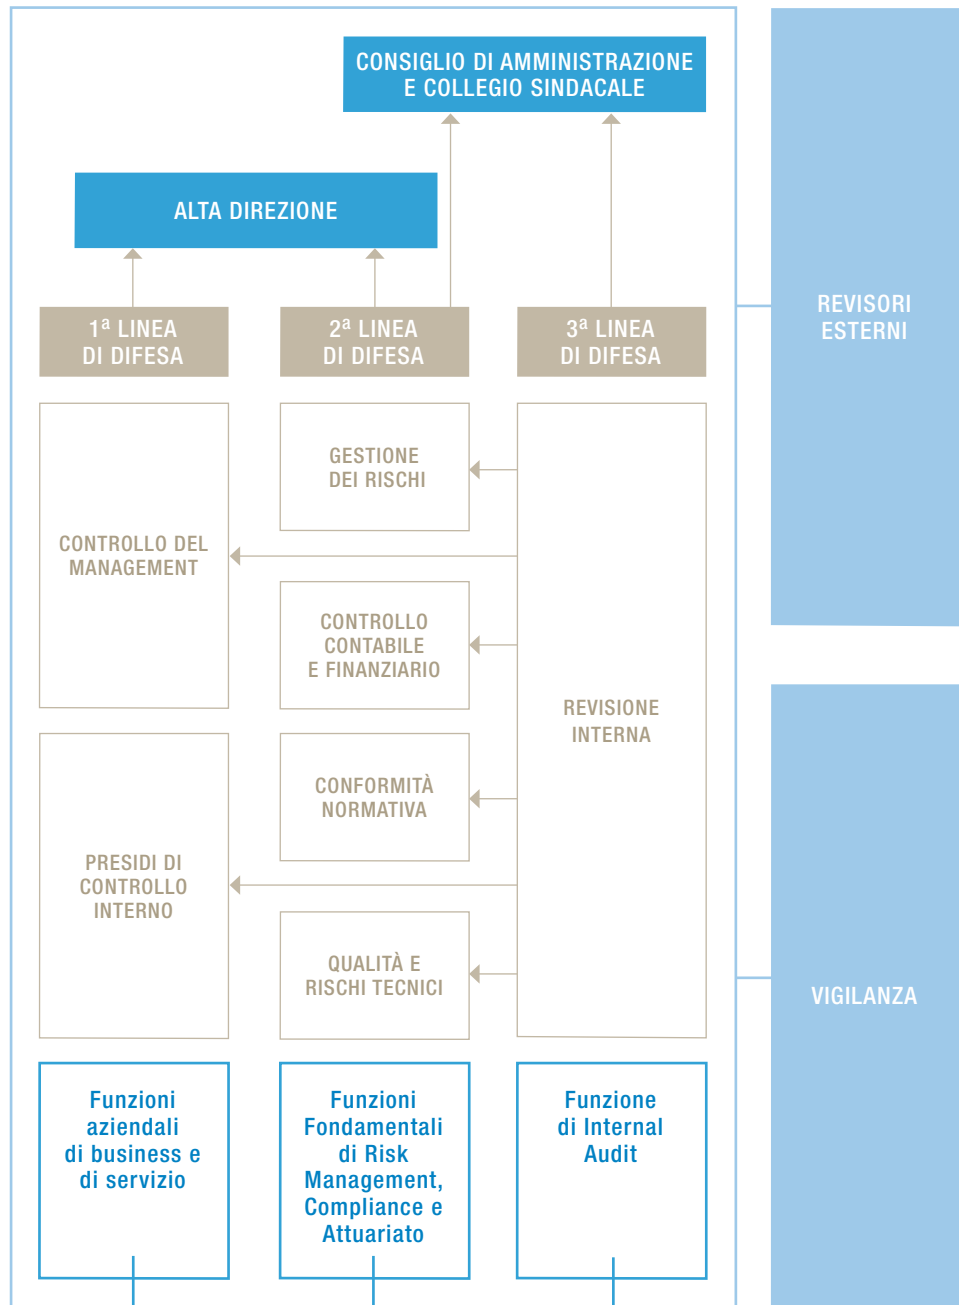 CONSIGLIO DI AMMINISTRAZIONE
E COLLEGIO SINDACALE
ALTA DIREZIONE
1ª LINEA
DI DIFESA
2ª LINEA
DI DIFESA
3ª LINEA
DI DIFESA
REVISORI
ESTERNI
CONTROLLO DEL
MANAGEMENT
PRESIDI DI
CONTROLLO
INTERNO
GESTIONE
DEI RISCHI
CONTROLLO
CONTABILE
E FINANZIARIO
CONFORMITÀ
NORMATIVA
QUALITÀ E
RISCHI TECNICI
REVISIONE
INTERNA
VIGILANZA
Funzioni
aziendali
di business e
di servizio
Funzioni
Fondamentali
di Risk
Management,
Compliance e
Attuariato
Funzione
di Internal
Audit